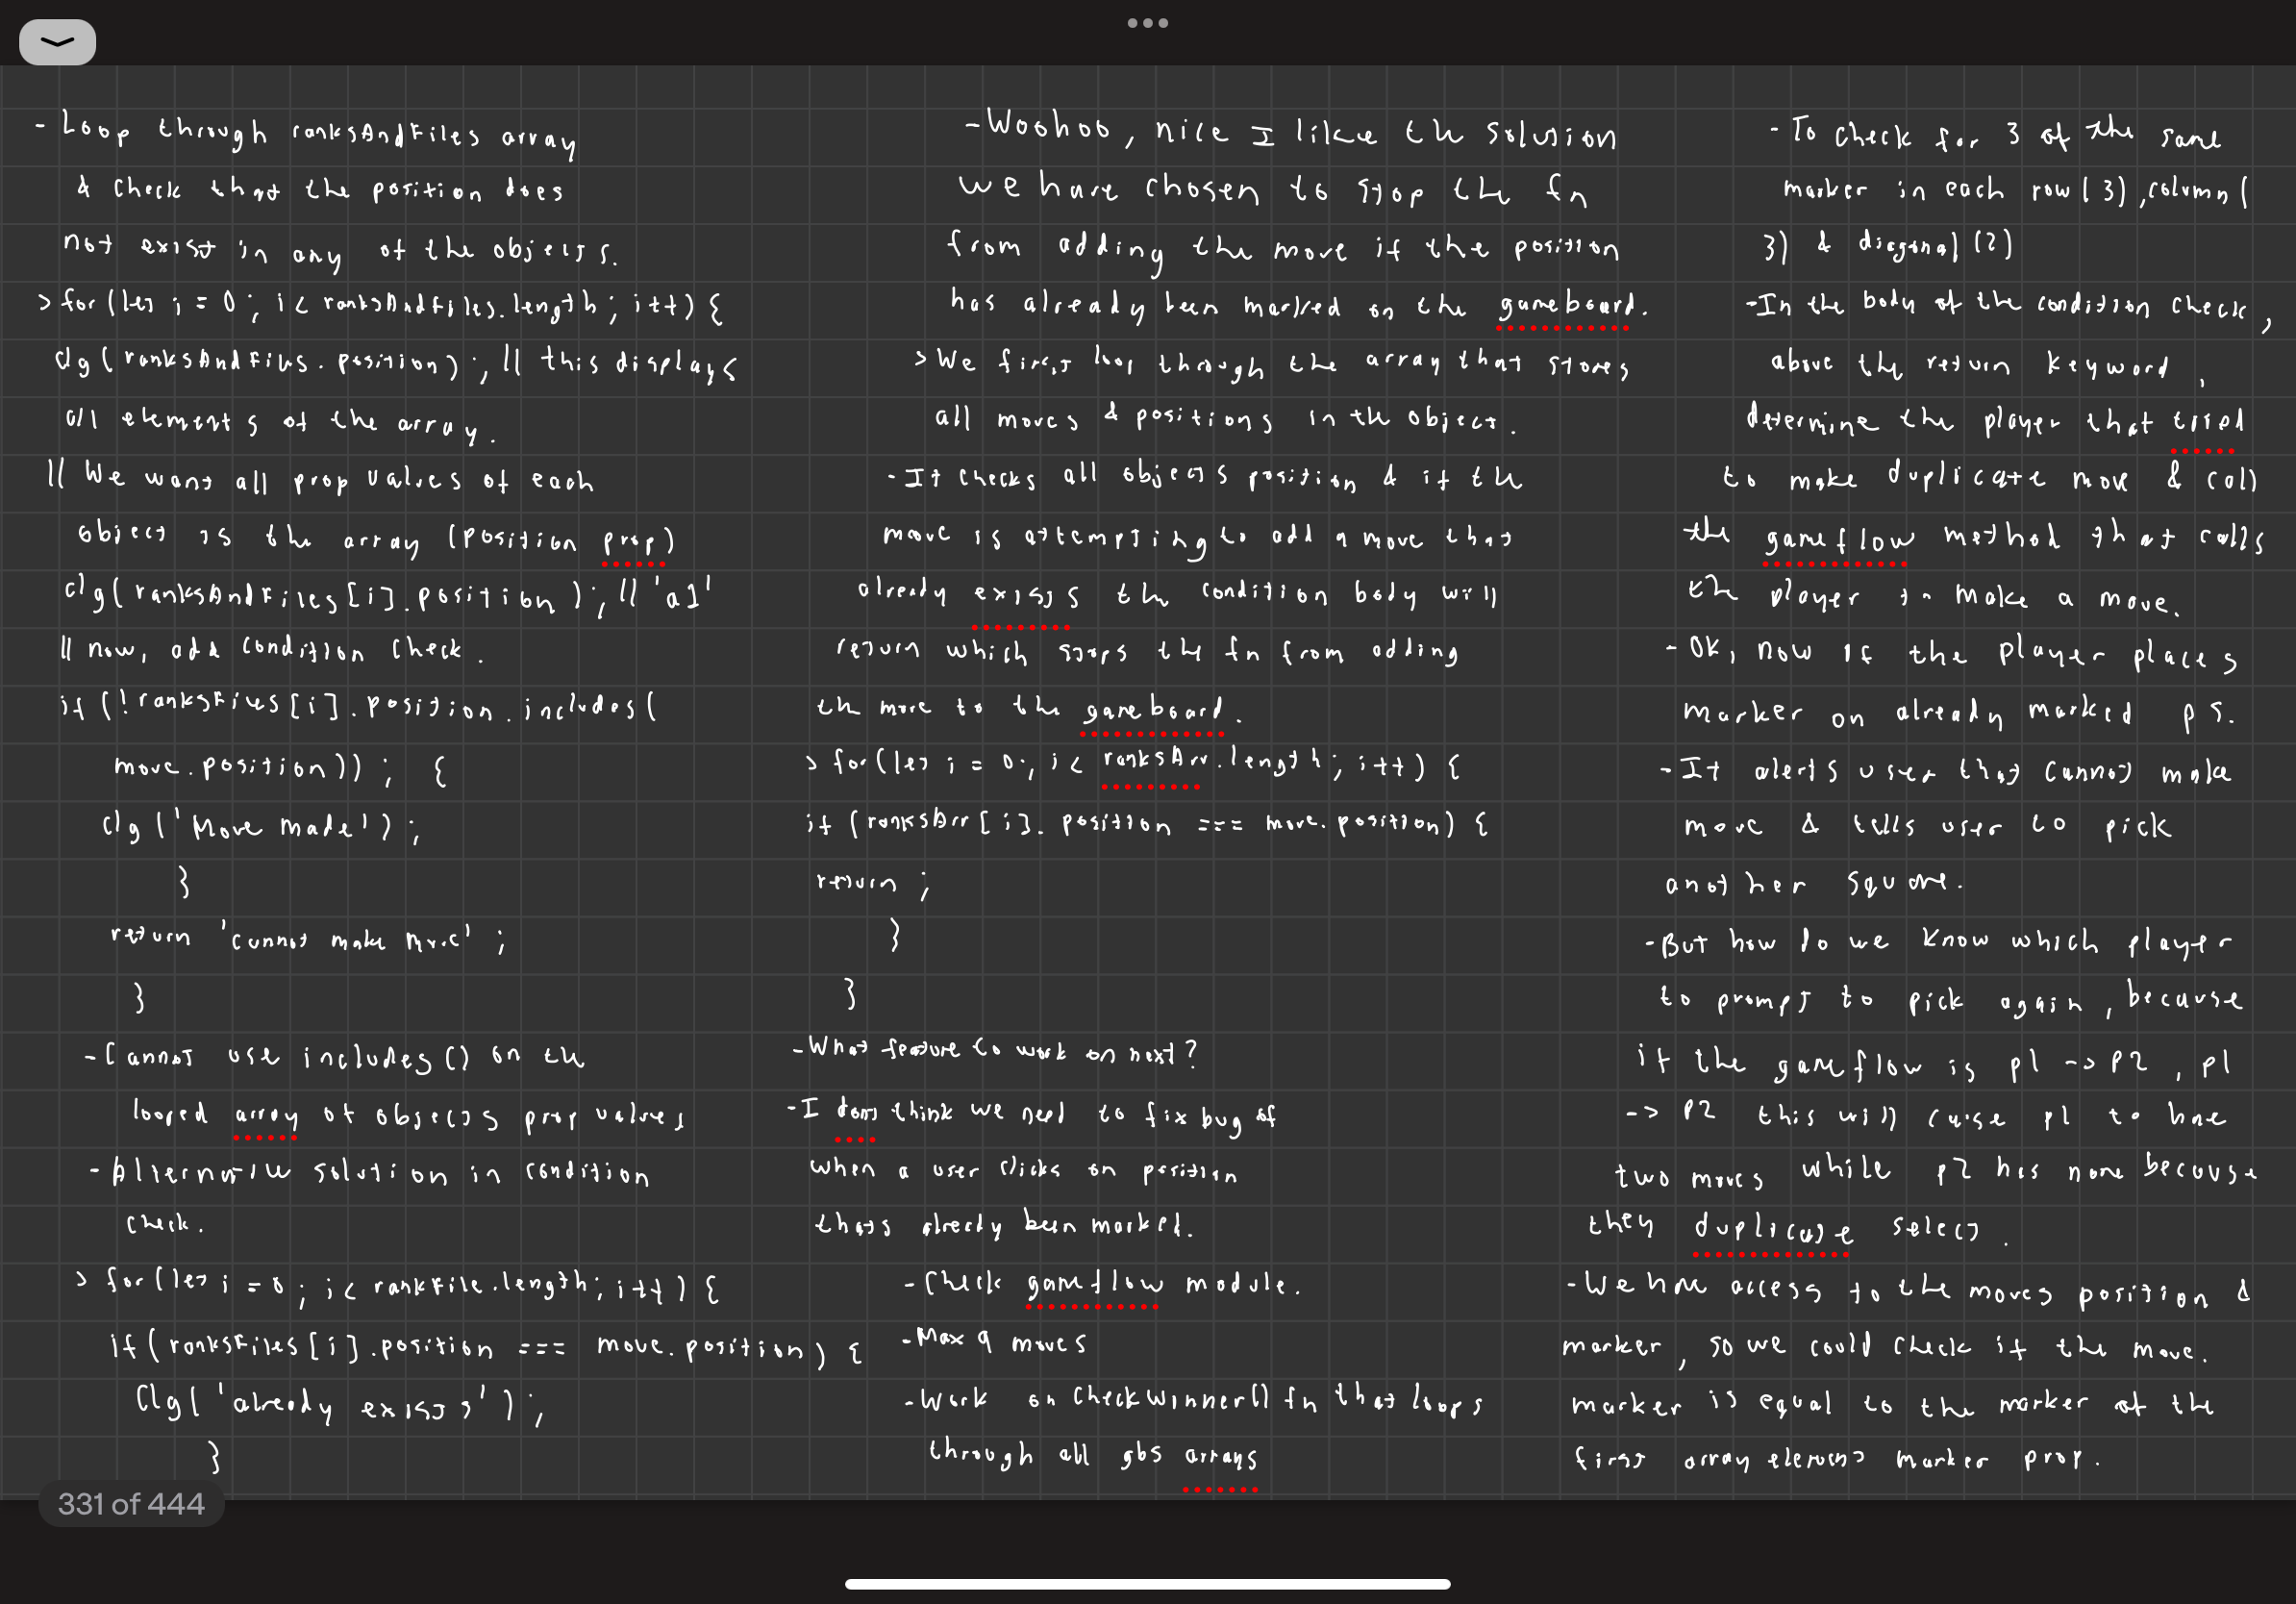 - Loop through ranksAndFiles array
& check that the position does
not exist in any of the objects.
> for(let i = 0; i < ranksAndFiles.length; i++) {
clg(ranksAndFiles.position); // this displays
all elements of the array.
// We want all prop values of each
object is the array (position prop)
clg(ranksAndFiles[i].position); // 'a1'
// now, add condition check.
if (!ranksFiles[i].position.includes(
move.position)); {
clg('Move made');
}
return 'cannot make move';
}
- Cannot use includes() on the
looped array of objects prop values
- Alternative solution in condition
check.
> for(let i = 0; i < rankFile.length; i++) {
if(ranksFiles[i].position === move.position) {
Clg('already exists');
}
331 of 444
- Woohoo, nice I like th solution
we have chosen to stop the fn
from adding the move if the position
has already been marked on the gameboard.
> We first loop through the array that stores
all moves & positions in the object.
- It checks all objects position & if th
move is attempting to add a move that
already exists the condition body will
return which stops the fn from adding
th move to the gameboard.
> for(let i = 0; i < ranksArr.length; i++) {
if (ranksArr[i].position === move.position) {
return ;
}
}
- What feature to work on next?
- I dont think we need to fix bug of
when a user clicks on position
thats already been marked.
- Check gameflow module.
- Max 9 moves
- Work on CheckWinner() fn that loops
through all gbs arrays
- To check for 3 of the same
marker in each row(3), column(
3) & diagonal(2)
- In the body of the condition check,
above the return keyword,
determine the player that tried
to make duplicate move & call
the gameflow method that calls
the player to make a move.
- OK, now if the player places
marker on already marked ps.
- It alerts user that cannot make
move & tells user to pick
another square.
- But how do we know which player
to prompt to pick again, because
if the gameflow is p1 -> P2, p1
-> P2 this will cause p1 to have
two moves while p2 has none because
they duplicate select.
- We have access to the moves position &
marker, so we could check if the move.
marker is equal to the marker of the
first array element marker prop.